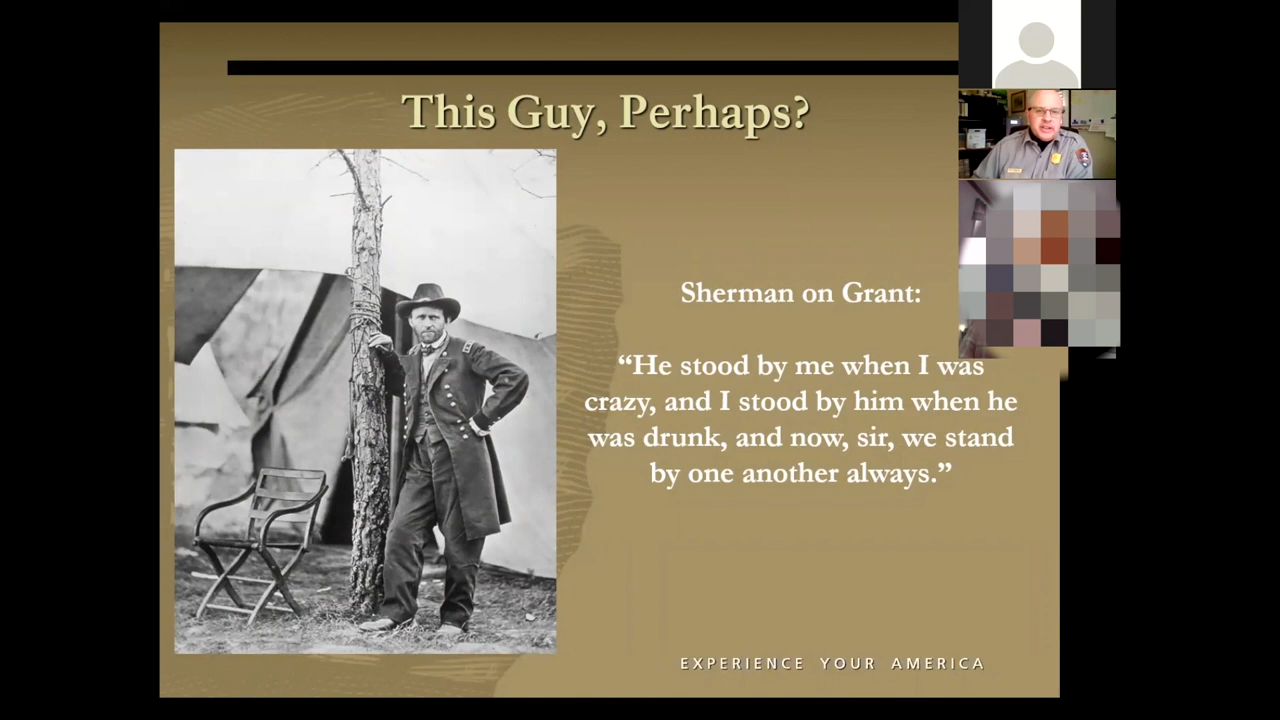 This Guy, Perhaps?
Sherman on Grant:
“He stood by me when I was
crazy, and I stood by him when he
was drunk, and now, sir, we stand
by one another always.”
EXPERIENCE YOUR AMERICA